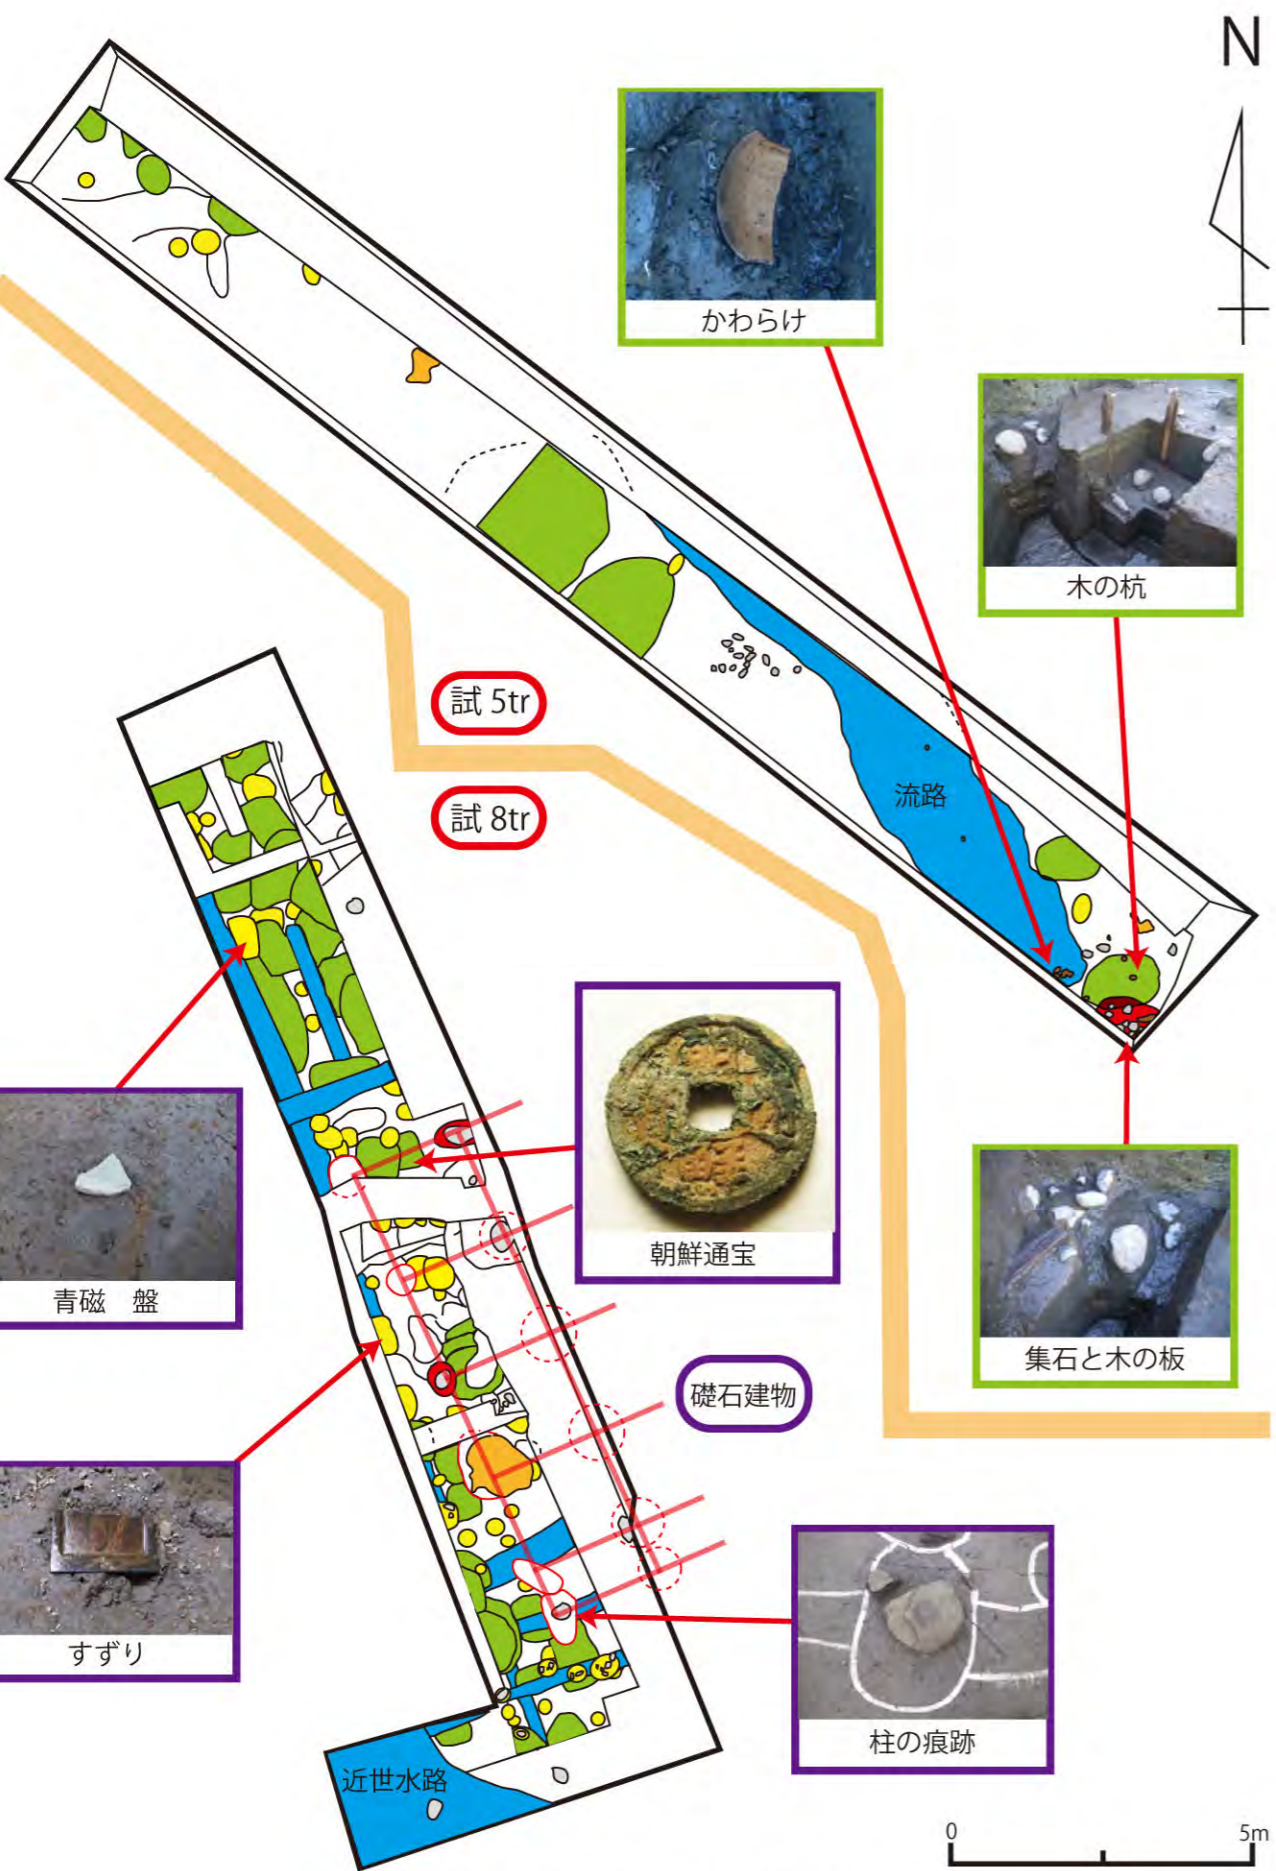 N
かわらけ
木の杭
試 5tr
流路
試 8tr
朝鮮通宝
青磁　盤
集石と木の板
礎石建物
すずり
柱の痕跡
近世水路
0 5m